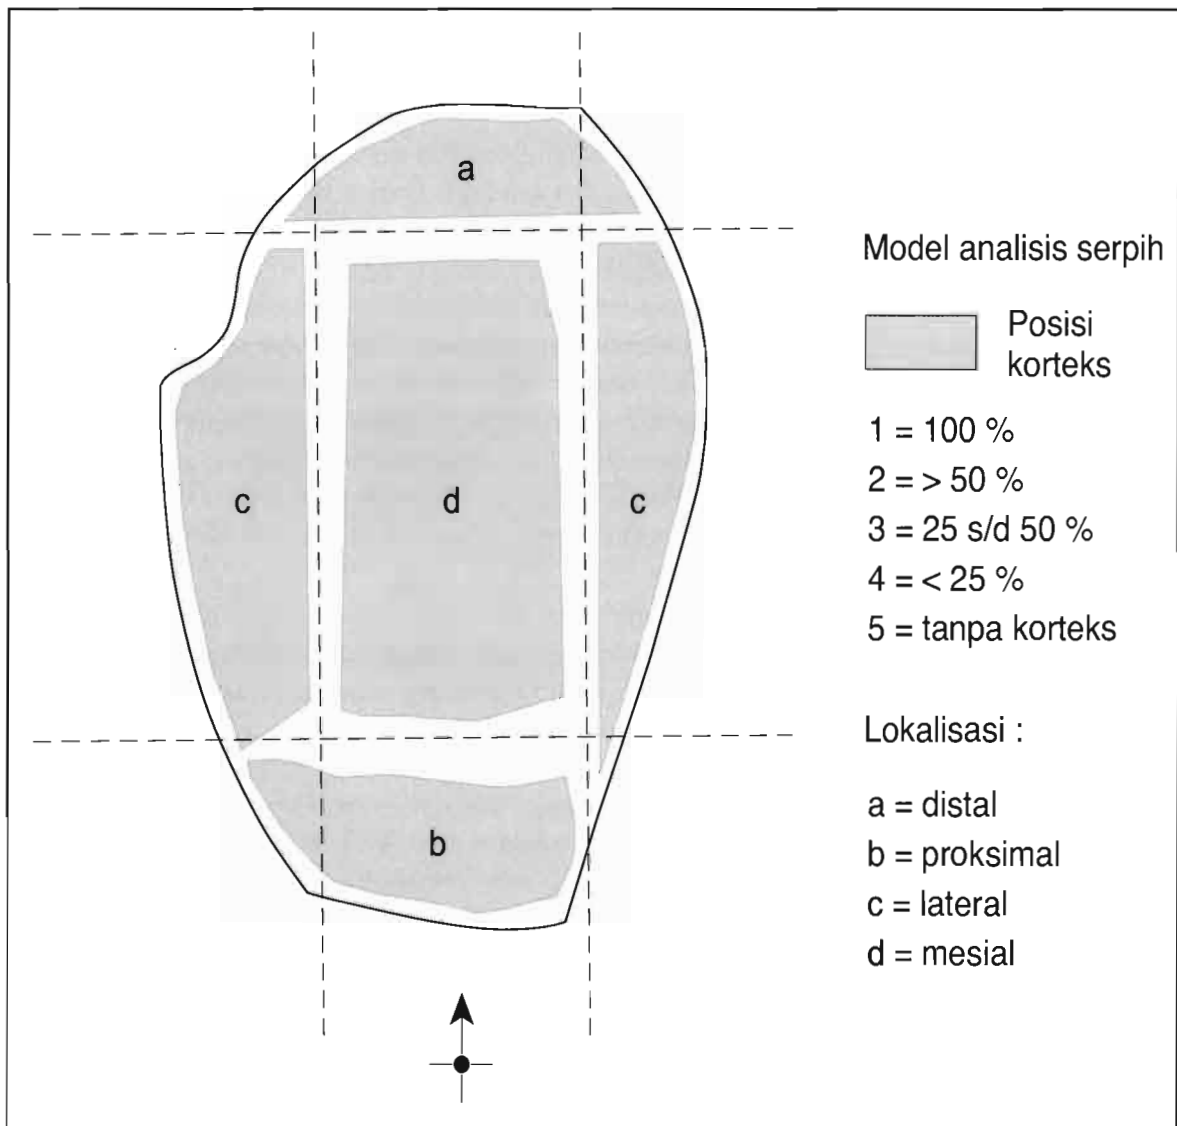 a
c
d
c
b
Model analisis serpih
Posisi
korteks
1 = 100 %
2 = > 50 %
3 = 25 s/d 50 %
4 = < 25 %
5 = tanpa korteks
Lokalisasi :
a = distal
b = proksimal
c = lateral
d = mesial